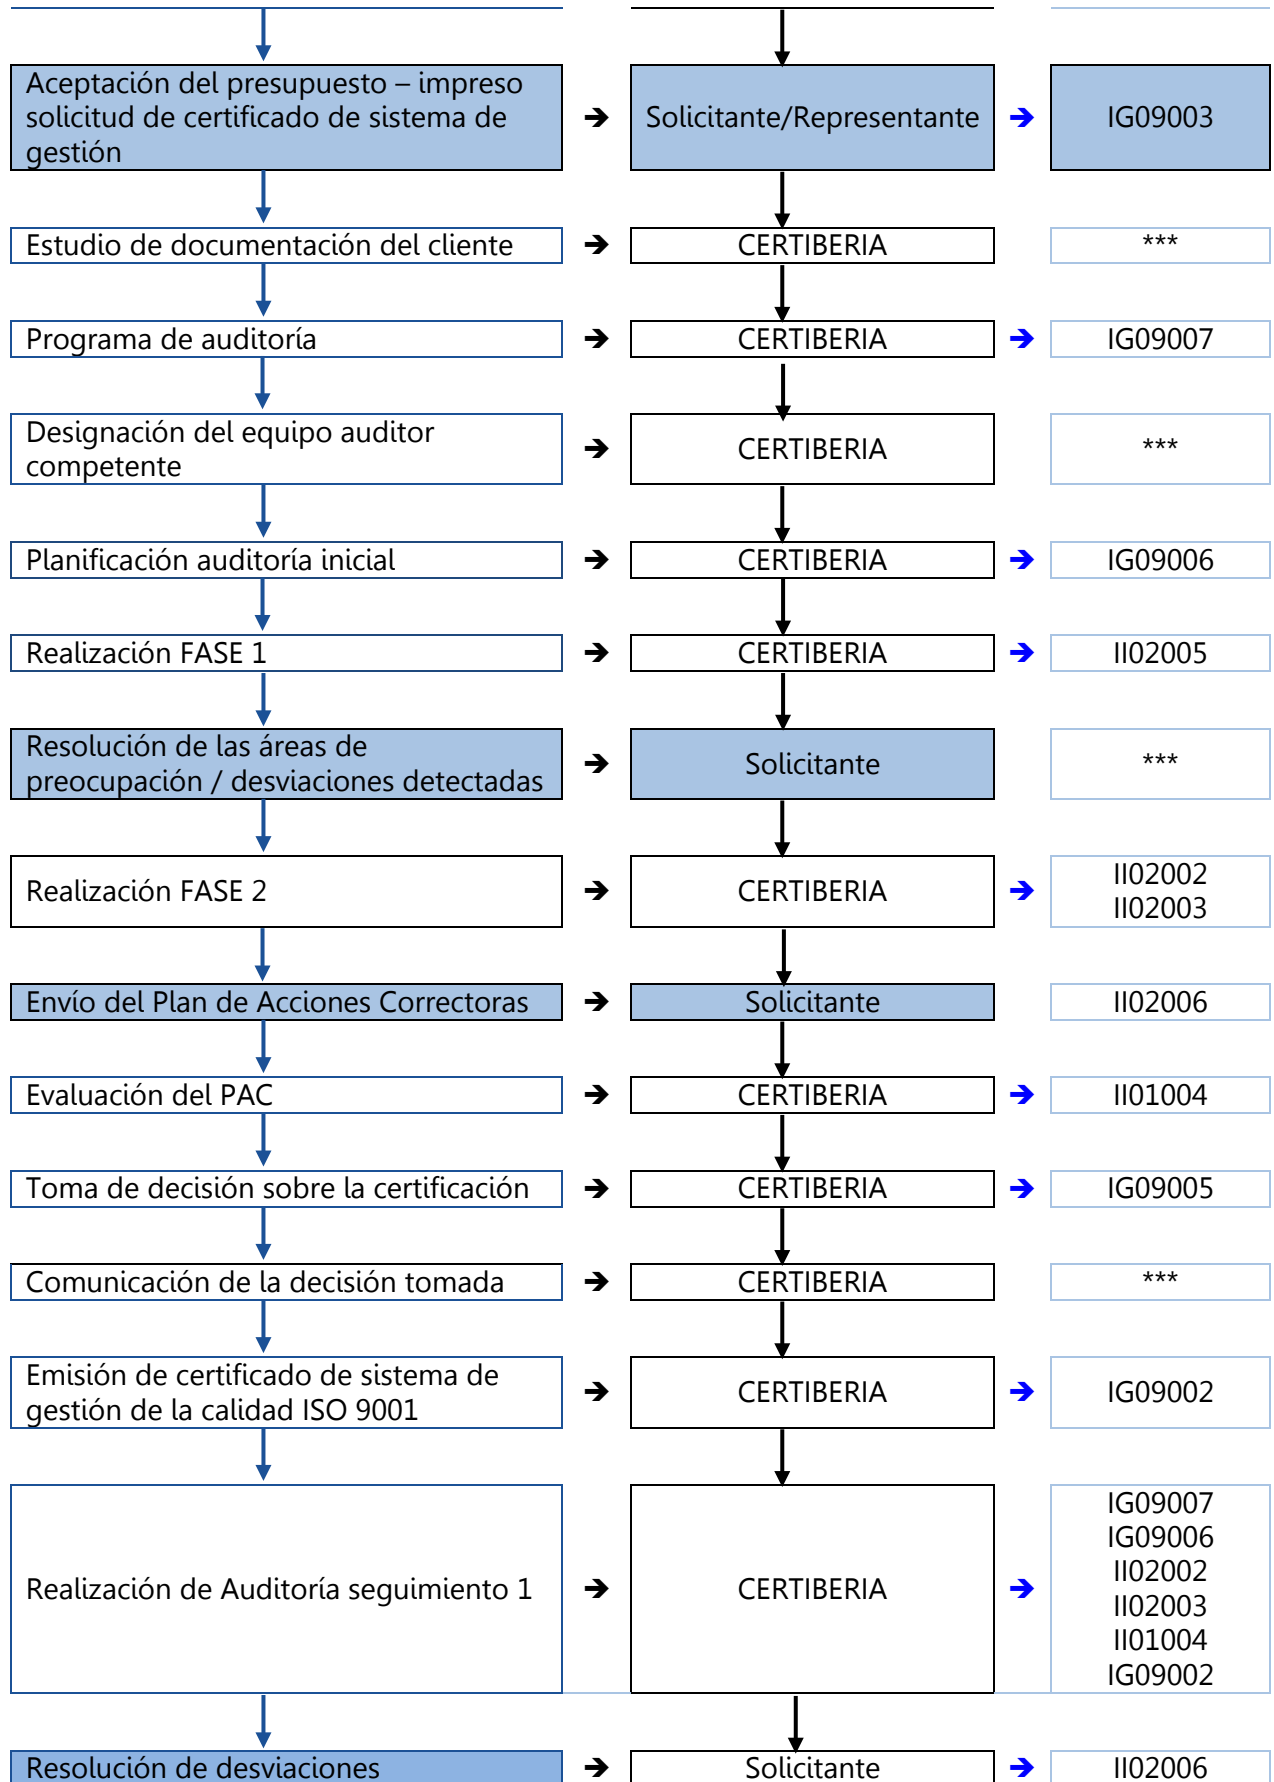 Aceptación del presupuesto – impreso
solicitud de certificado de sistema de
gestión
➔
Solicitante/Representante
➔
IG09003
Estudio de documentación del cliente
➔
CERTIBERIA
***
Programa de auditoría
➔
CERTIBERIA
➔
IG09007
Designación del equipo auditor
competente
➔
CERTIBERIA
***
Planificación auditoría inicial
➔
CERTIBERIA
➔
IG09006
Realización FASE 1
➔
CERTIBERIA
➔
II02005
Resolución de las áreas de
preocupación / desviaciones detectadas
➔
Solicitante
***
Realización FASE 2
➔
CERTIBERIA
➔
II02002
II02003
Envío del Plan de Acciones Correctoras
➔
Solicitante
II02006
Evaluación del PAC
➔
CERTIBERIA
➔
II01004
Toma de decisión sobre la certificación
➔
CERTIBERIA
➔
IG09005
Comunicación de la decisión tomada
➔
CERTIBERIA
***
Emisión de certificado de sistema de
gestión de la calidad ISO 9001
➔
CERTIBERIA
➔
IG09002
Realización de Auditoría seguimiento 1
➔
CERTIBERIA
➔
IG09007
IG09006
II02002
II02003
II01004
IG09002
Resolución de desviaciones
➔
Solicitante
➔
II02006